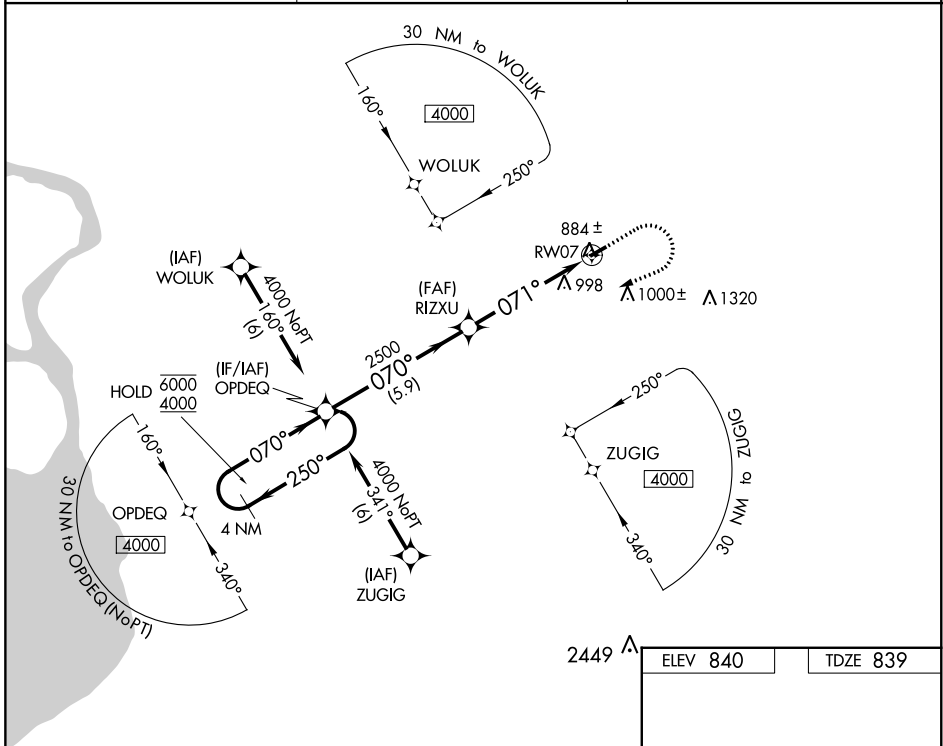 30 NM to WOLUK
160°
4000
WOLUK
250°
884 ±
RW07
998
1000 ±
1320
(IAF)
WOLUK
4000 NoPT
160°
(6)
(FAF)
RIZXU
071°
2500
070°
(5.9)
(IF/IAF)
OPDEQ
HOLD
6000
4000
070°
250°
4 NM
160°
OPDEQ
4000
340°
30 NM to OPDEQ (NoPT)
4000 NoPT
341°
(6)
(IAF)
ZUGIG
250°
ZUGIG
4000
340°
30 NM to ZUGIG
2449
ELEV 840
TDZE 839